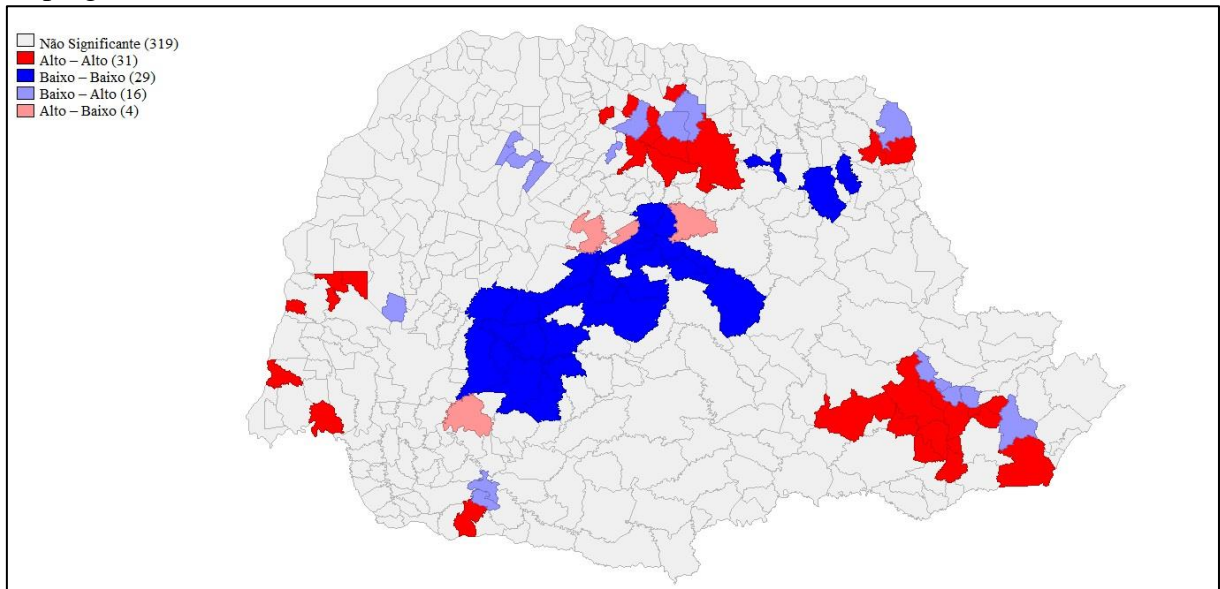 Não Significante (319)
Alto – Alto (31)
Baixo – Baixo (29)
Baixo – Alto (16)
Alto – Baixo (4)